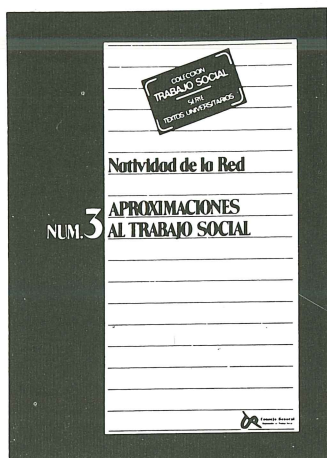 COLECCION
TRABAJO SOCIAL
SERIE
TEXTOS UNIVERSITARIOS
Natividad de la Red
NUM. 3 APROXIMACIONES
AL TRABAJO SOCIAL
Consejo General